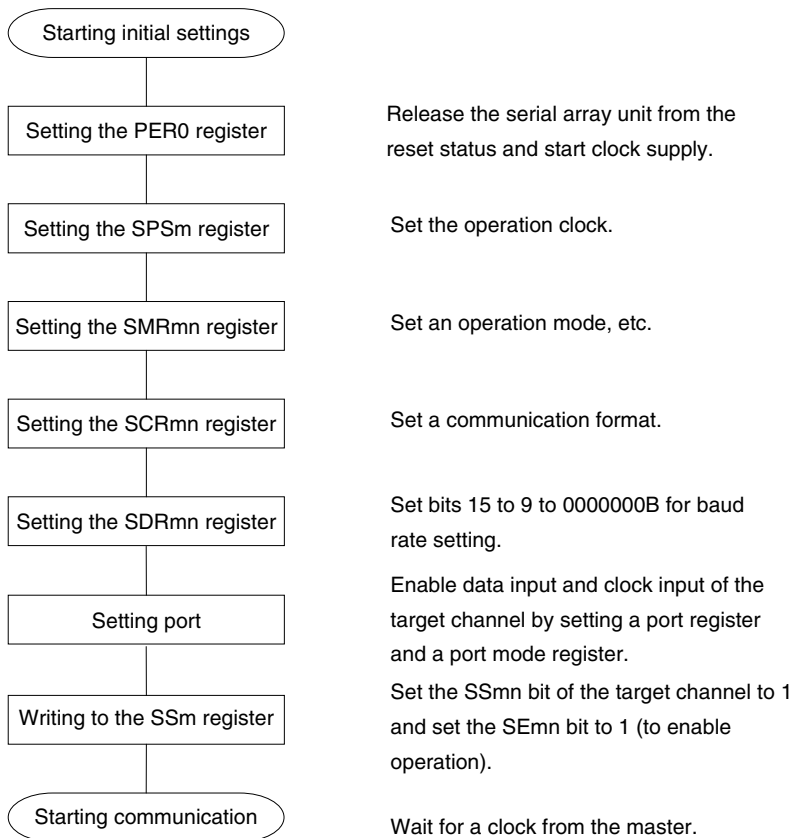 Starting initial settings
Setting the PER0 register
Release the serial array unit from the
reset status and start clock supply.
Setting the SPSm register
Set the operation clock.
Setting the SMRmn register
Set an operation mode, etc.
Setting the SCRmn register
Set a communication format.
Setting the SDRmn register
Set bits 15 to 9 to 0000000B for baud
rate setting.
Setting port
Enable data input and clock input of the
target channel by setting a port register
and a port mode register.
Writing to the SSm register
Set the SSmn bit of the target channel to 1
and set the SEmn bit to 1 (to enable
operation).
Starting communication
Wait for a clock from the master.